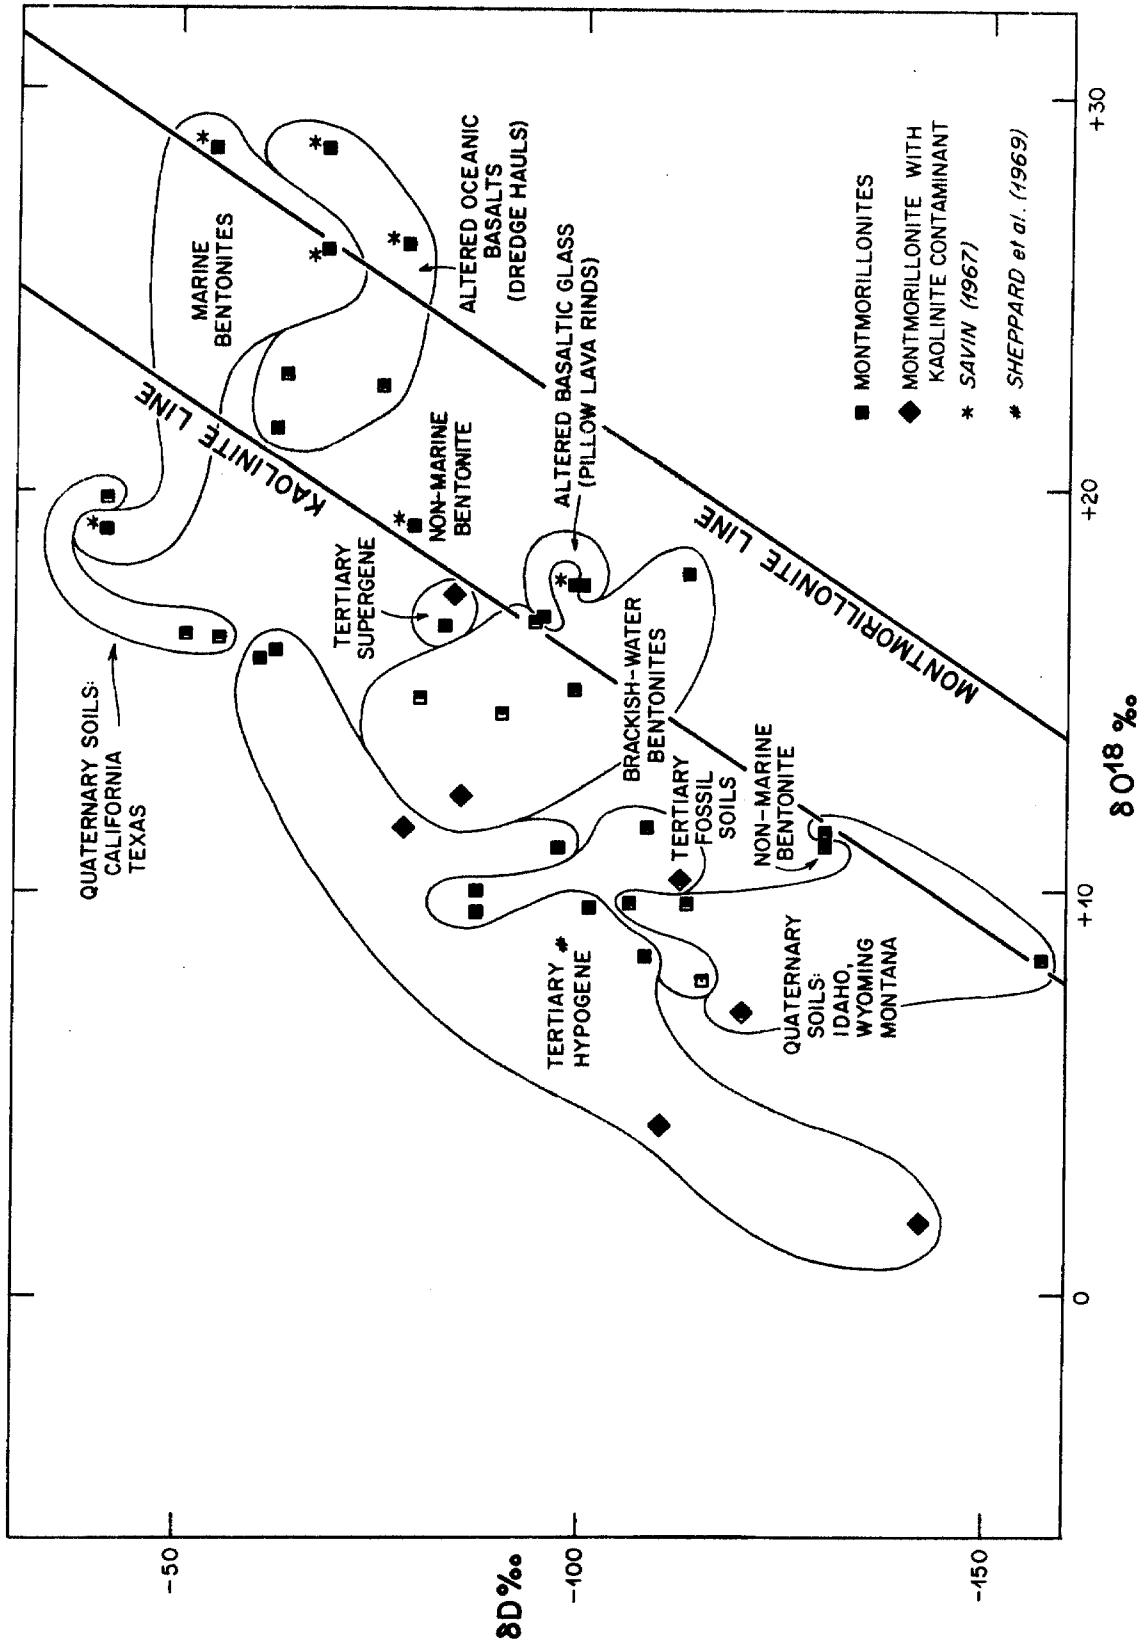 QUATERNARY SOILS:
CALIFORNIA
TEXAS
MARINE
BENTONITES
KAOLINITE LINE
ALTERED OCEANIC
BASALTS
(DREDGE HAULS)
TERTIARY
SUPERGENE
NON-MARINE
BENTONITE
ALTERED BASALTIC GLASS
(PILLOW LAVA RINDS)
TERTIARY #
HYPOGENE
BRACKISH-WATER
BENTONITES
TERTIARY
FOSSIL
SOILS
NON-MARINE
BENTONITE
QUATERNARY
SOILS:
IDAHO,
WYOMING
MONTANA
MONTMORILLONITE LINE
■ MONTMORILLONITES
◆ MONTMORILLONITE WITH
KAOLINITE CONTAMINANT
* SAVIN (1967)
# SHEPPARD et al. (1969)
-50
-100
-150
δD‰
0
+10
+20
+30
δO18 ‰